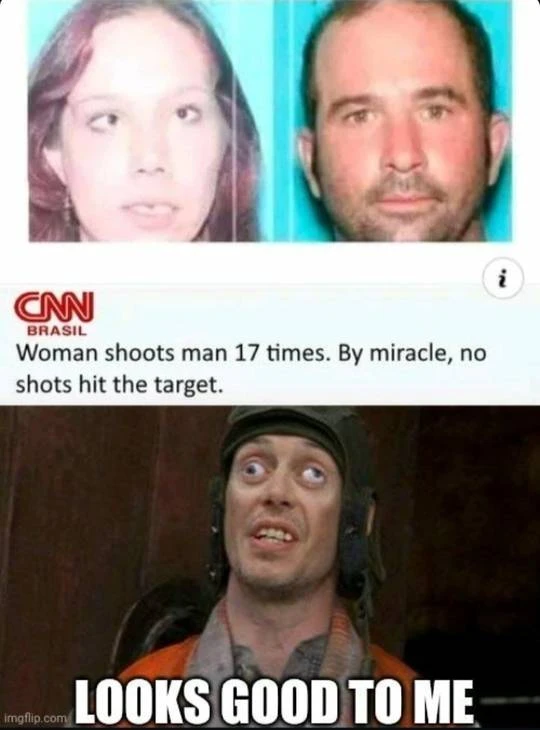 i
CNN
BRASIL
Woman shoots man 17 times. By miracle, no
shots hit the target.
LOOKS GOOD TO ME
imgflip.com